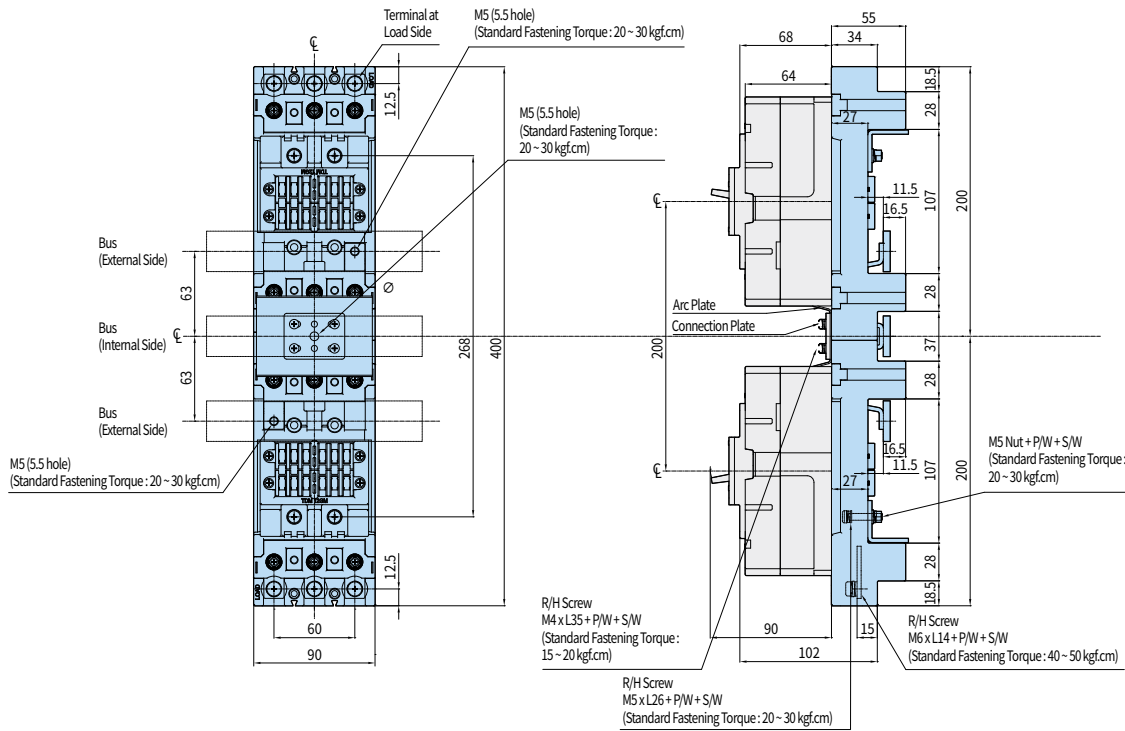 Terminal at
Load Side
M5 (5.5 hole)
(Standard Fastening Torque : 20 ~ 30 kgf.cm)
℄
LOAD
12.5
M5 (5.5 hole)
(Standard Fastening Torque :
20 ~ 30 kgf.cm)
Bus
(External Side)
63
Bus
(Internal Side)
℄
63
Bus
(External Side)
∅
268
400
M5 (5.5 hole)
(Standard Fastening Torque : 20 ~ 30 kgf.cm)
LOAD
12.5
60
90
55
68
34
64
18.5
28
27
11.5
16.5
107
200
℄
28
Arc Plate
Connection Plate
37
200
28
16.5
11.5
107
200
℄
27
M5 Nut + P/W + S/W
(Standard Fastening Torque :
20 ~ 30 kgf.cm)
28
18.5
90
15
102
R/H Screw
M4 x L35 + P/W + S/W
(Standard Fastening Torque :
15 ~ 20 kgf.cm)
R/H Screw
M6 x L14 + P/W + S/W
(Standard Fastening Torque : 40 ~ 50 kgf.cm)
R/H Screw
M5 x L26 + P/W + S/W
(Standard Fastening Torque : 20 ~ 30 kgf.cm)